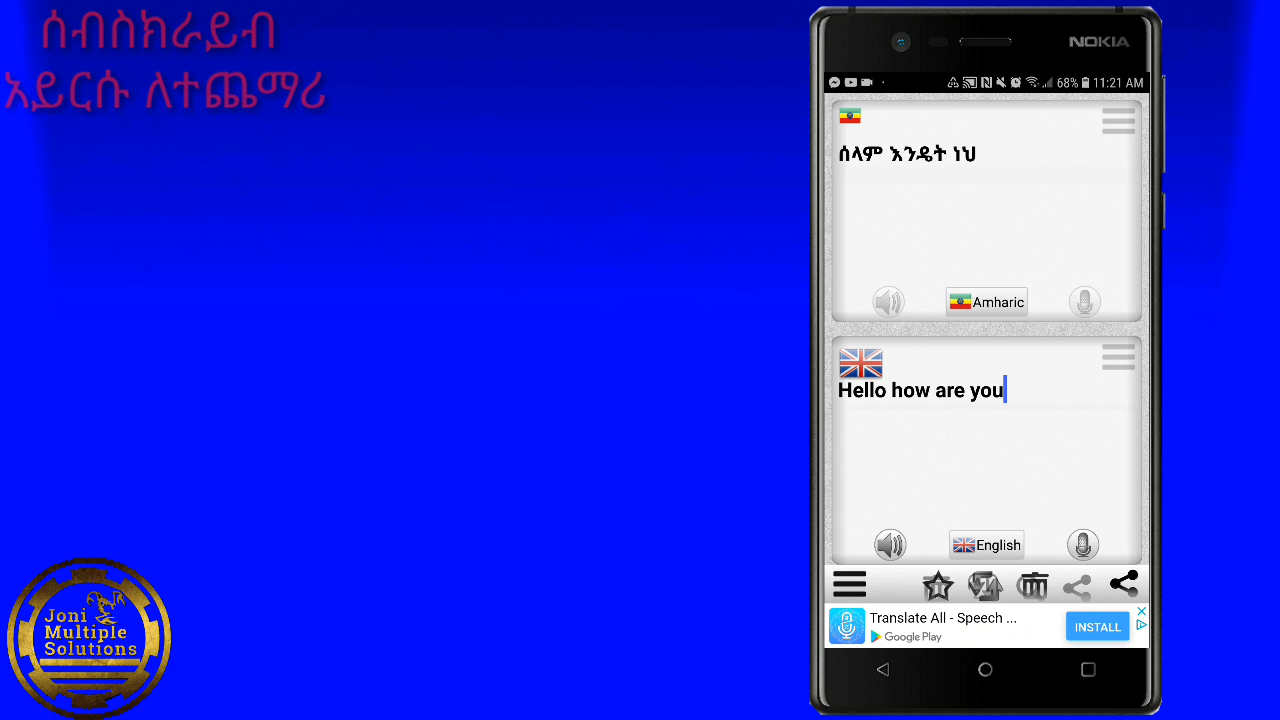 ሰብስክራይብ
አይርሱ ለተጨማሪ
NOKIA
68% 11:21 AM
ሰላም እንዴት ነህ
Amharic
Hello how are you
English
Translate All - Speech ...
Google Play
INSTALL
Joni
Multiple
Solutions